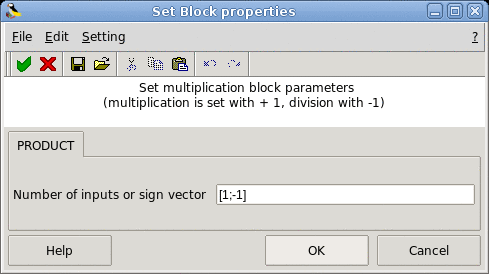 Set Block properties
File Edit Setting ?
Set multiplication block parameters
(multiplication is set with + 1, division with -1)
PRODUCT
Number of inputs or sign vector [1;-1]
Help OK Cancel